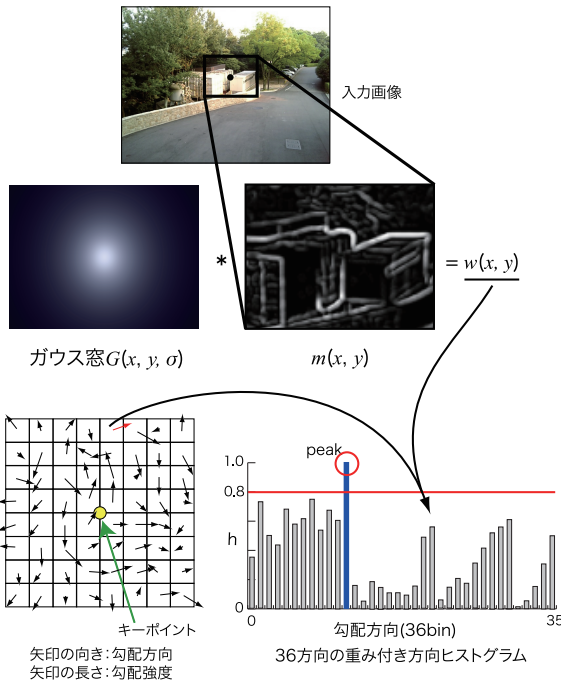 入力画像
*
= w(x, y)
ガウス窓G(x, y, σ)
m(x, y)
peak
1.0
0.8
h
0
0
35
勾配方向(36bin)
36方向の重み付き方向ヒストグラム
キーポイント
矢印の向き:勾配方向
矢印の長さ:勾配強度